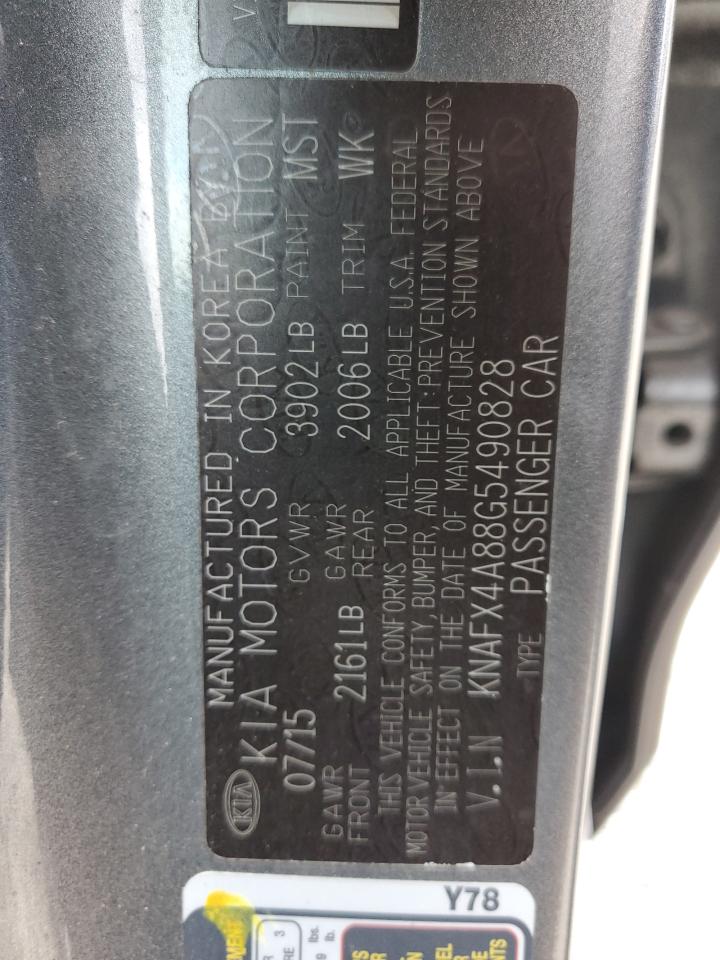 V
MANUFACTURED IN KOREA BY
KIA KIA MOTORS CORPORATION
07/15 GVWR 3902LB PAINT MST
GAWR FRONT 2161LB GAWR REAR 2006LB TRIM WK
THIS VEHICLE CONFORMS TO ALL APPLICABLE U.S.A. FEDERAL
MOTOR VEHICLE SAFETY, BUMPER, AND THEFT PREVENTION STANDARDS
IN EFFECT ON THE DATE OF MANUFACTURE SHOWN ABOVE
V.I.N KNAFX4A88G5490828
TYPE PASSENGER CAR
Y78